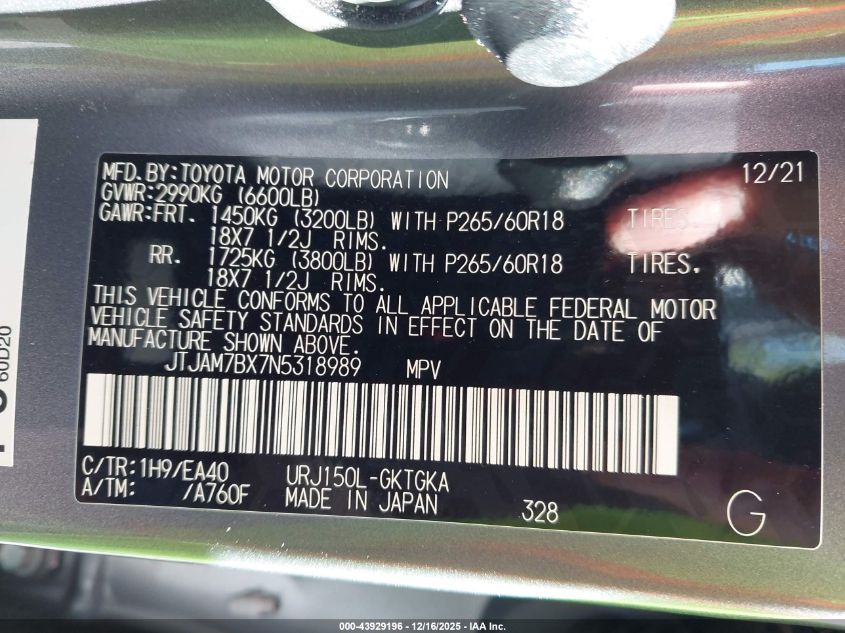 MFD.BY:TOYOTA MOTOR CORPORATION 12/21
GVWR:2990KG (6600LB)
GAWR:FRT. 1450KG (3200LB) WITH P265/60R18 TIRES.
18X7 1/2J RIMS.
RR. 1725KG (3800LB) WITH P265/60R18 TIRES.
18X7 1/2J RIMS.
THIS VEHICLE CONFORMS TO ALL APPLICABLE FEDERAL MOTOR
VEHICLE SAFETY STANDARDS IN EFFECT ON THE DATE OF
MANUFACTURE SHOWN ABOVE.
JTJAM7BX7N5318989 MPV
C/TR:1H9/EA40 URJ150L-GKTGKA
A/TM: /A760F MADE IN JAPAN 328
G
60D20
000-43929196 - 12/16/2025 - IAA Inc.